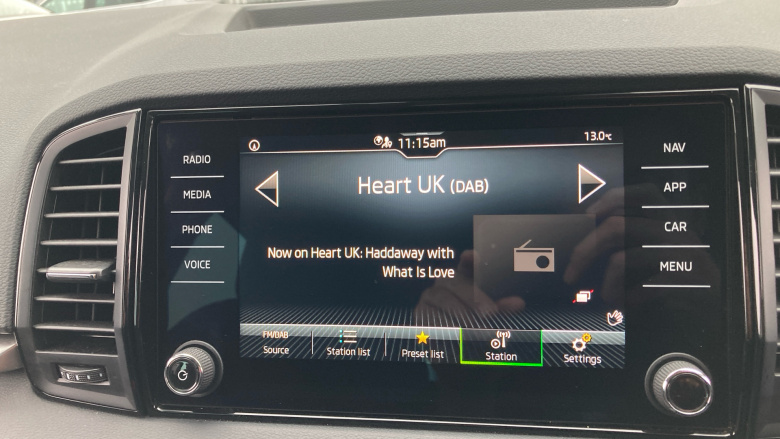 11:15am
13.0°C
RADIO
MEDIA
PHONE
VOICE
Heart UK (DAB)
Now on Heart UK: Haddaway with
What Is Love
NAV
APP
CAR
MENU
FM/DAB
Source
Station list
Preset list
Station
Settings